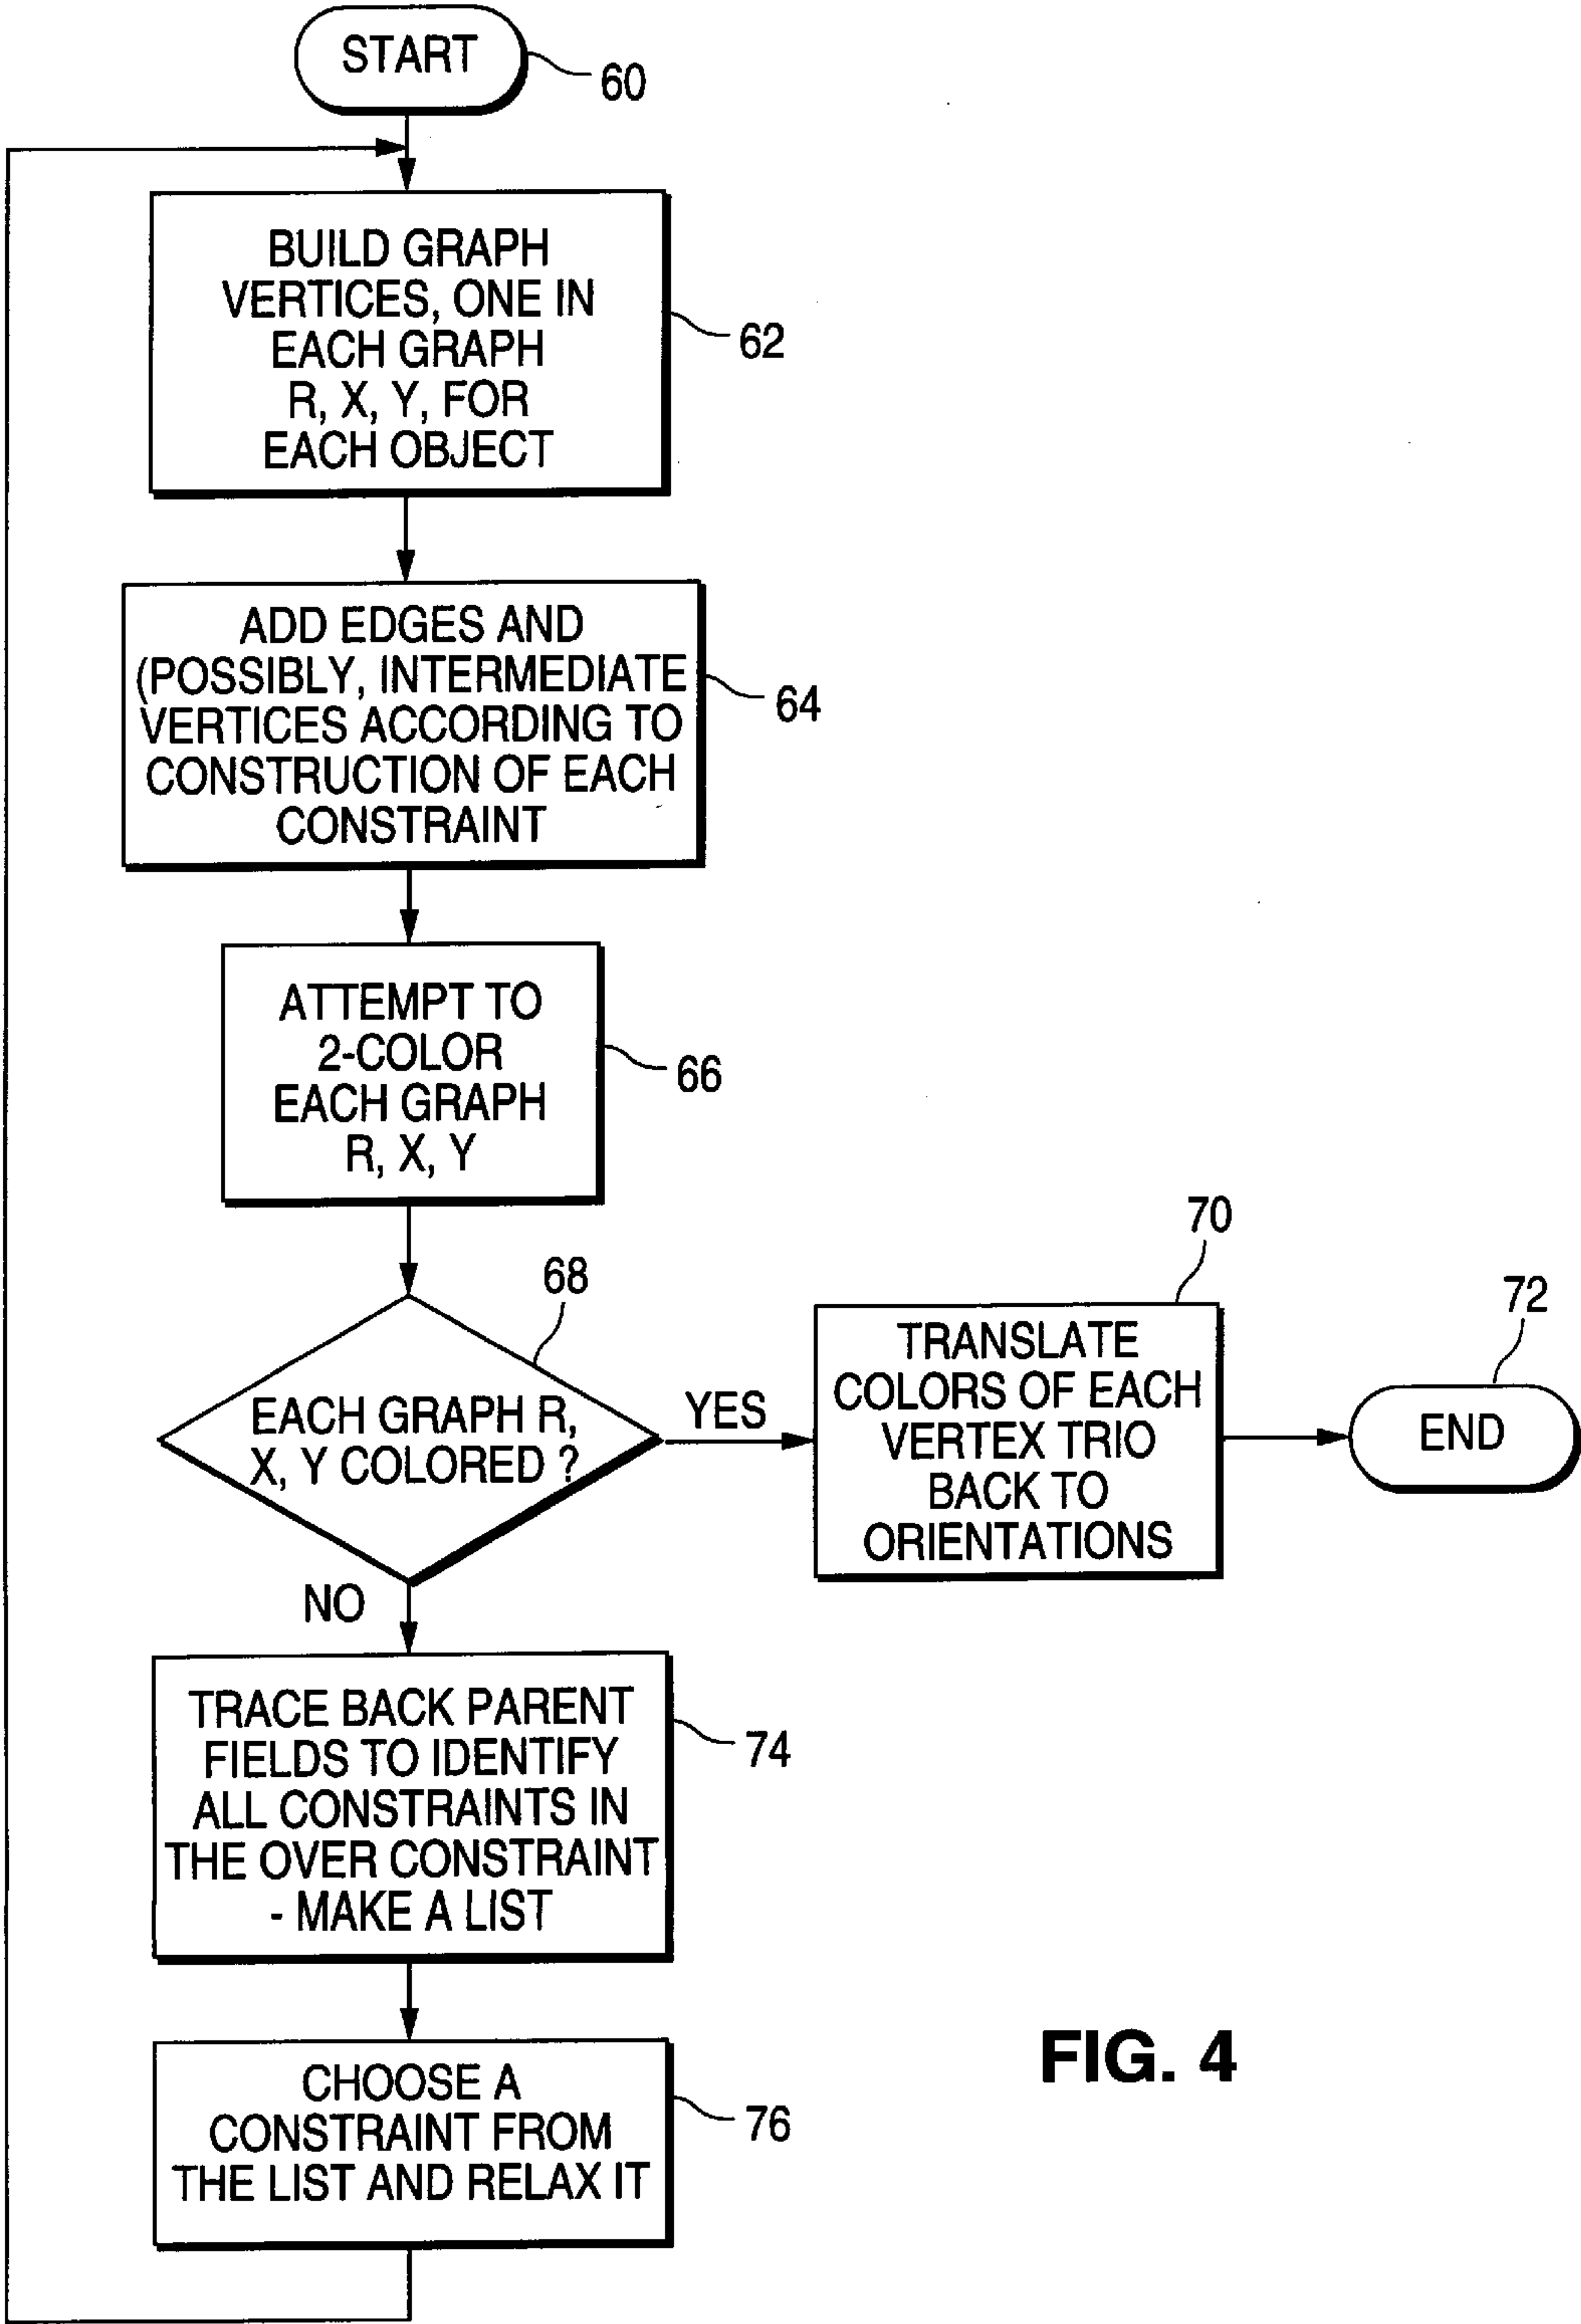 START
60
BUILD GRAPH
VERTICES, ONE IN
EACH GRAPH
R, X, Y, FOR
EACH OBJECT
62
ADD EDGES AND
(POSSIBLY, INTERMEDIATE
VERTICES ACCORDING TO
CONSTRUCTION OF EACH
CONSTRAINT
64
ATTEMPT TO
2-COLOR
EACH GRAPH
R, X, Y
66
68
EACH GRAPH R,
X, Y COLORED ?
YES
70
TRANSLATE
COLORS OF EACH
VERTEX TRIO
BACK TO
ORIENTATIONS
72
END
NO
TRACE BACK PARENT
FIELDS TO IDENTIFY
ALL CONSTRAINTS IN
THE OVER CONSTRAINT
- MAKE A LIST
74
CHOOSE A
CONSTRAINT FROM
THE LIST AND RELAX IT
76
FIG. 4